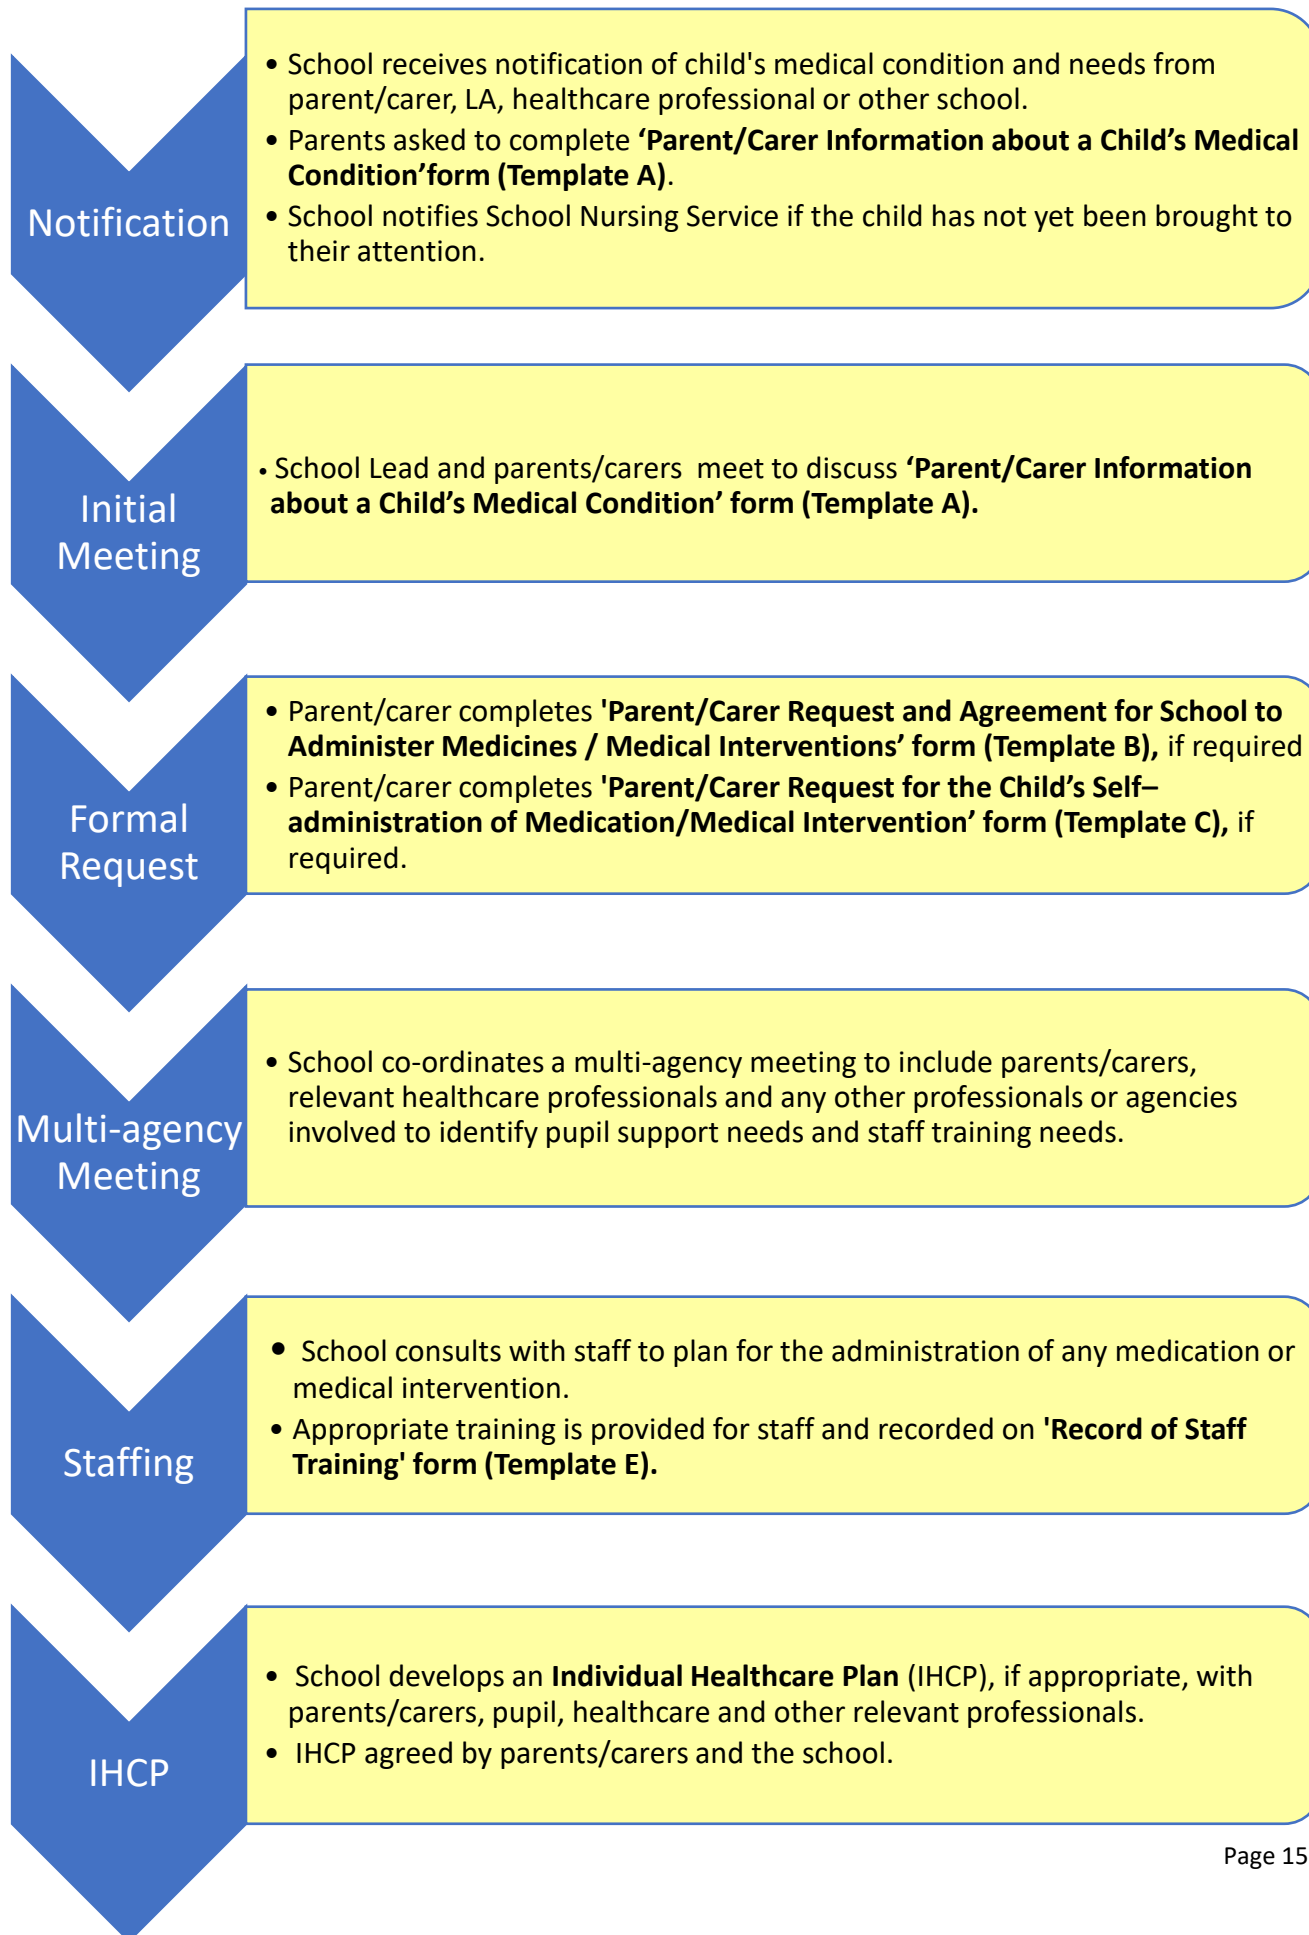 Notification
• School receives notification of child's medical condition and needs from
parent/carer, LA, healthcare professional or other school.
• Parents asked to complete ‘Parent/Carer Information about a Child’s Medical
Condition’form (Template A).
• School notifies School Nursing Service if the child has not yet been brought to
their attention.
Initial
Meeting
• School Lead and parents/carers  meet to discuss ‘Parent/Carer Information
about a Child’s Medical Condition’ form (Template A).
Formal
Request
• Parent/carer completes 'Parent/Carer Request and Agreement for School to
Administer Medicines / Medical Interventions’ form (Template B), if required
• Parent/carer completes 'Parent/Carer Request for the Child’s Self–
administration of Medication/Medical Intervention’ form (Template C), if
required.
Multi-agency
Meeting
• School co-ordinates a multi-agency meeting to include parents/carers,
relevant healthcare professionals and any other professionals or agencies
involved to identify pupil support needs and staff training needs.
Staffing
• School consults with staff to plan for the administration of any medication or
medical intervention.
• Appropriate training is provided for staff and recorded on 'Record of Staff
Training' form (Template E).
IHCP
• School develops an Individual Healthcare Plan (IHCP), if appropriate, with
parents/carers, pupil, healthcare and other relevant professionals.
• IHCP agreed by parents/carers and the school.
Page 15